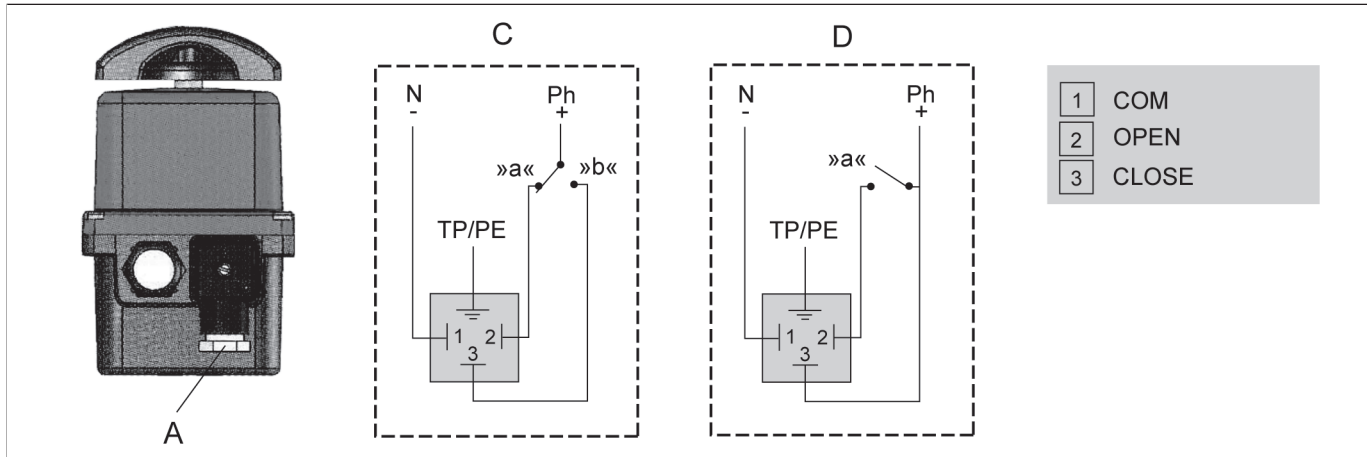 C
N
-
Ph
+
»a«
»b«
TP/PE
1 2
3
D
N
-
Ph
+
»a«
TP/PE
1 2
3
1 COM
2 OPEN
3 CLOSE
A